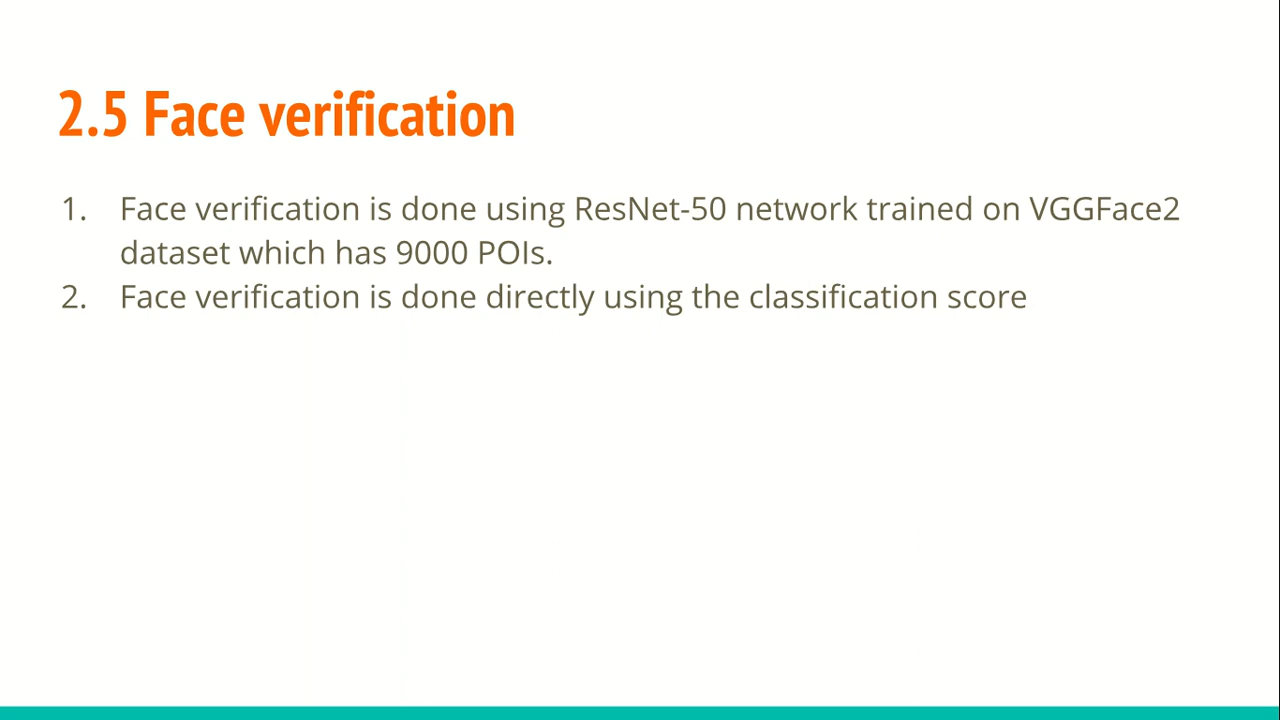 2.5 Face verification
1. Face verification is done using ResNet-50 network trained on VGGFace2
dataset which has 9000 POIs.
2. Face verification is done directly using the classification score